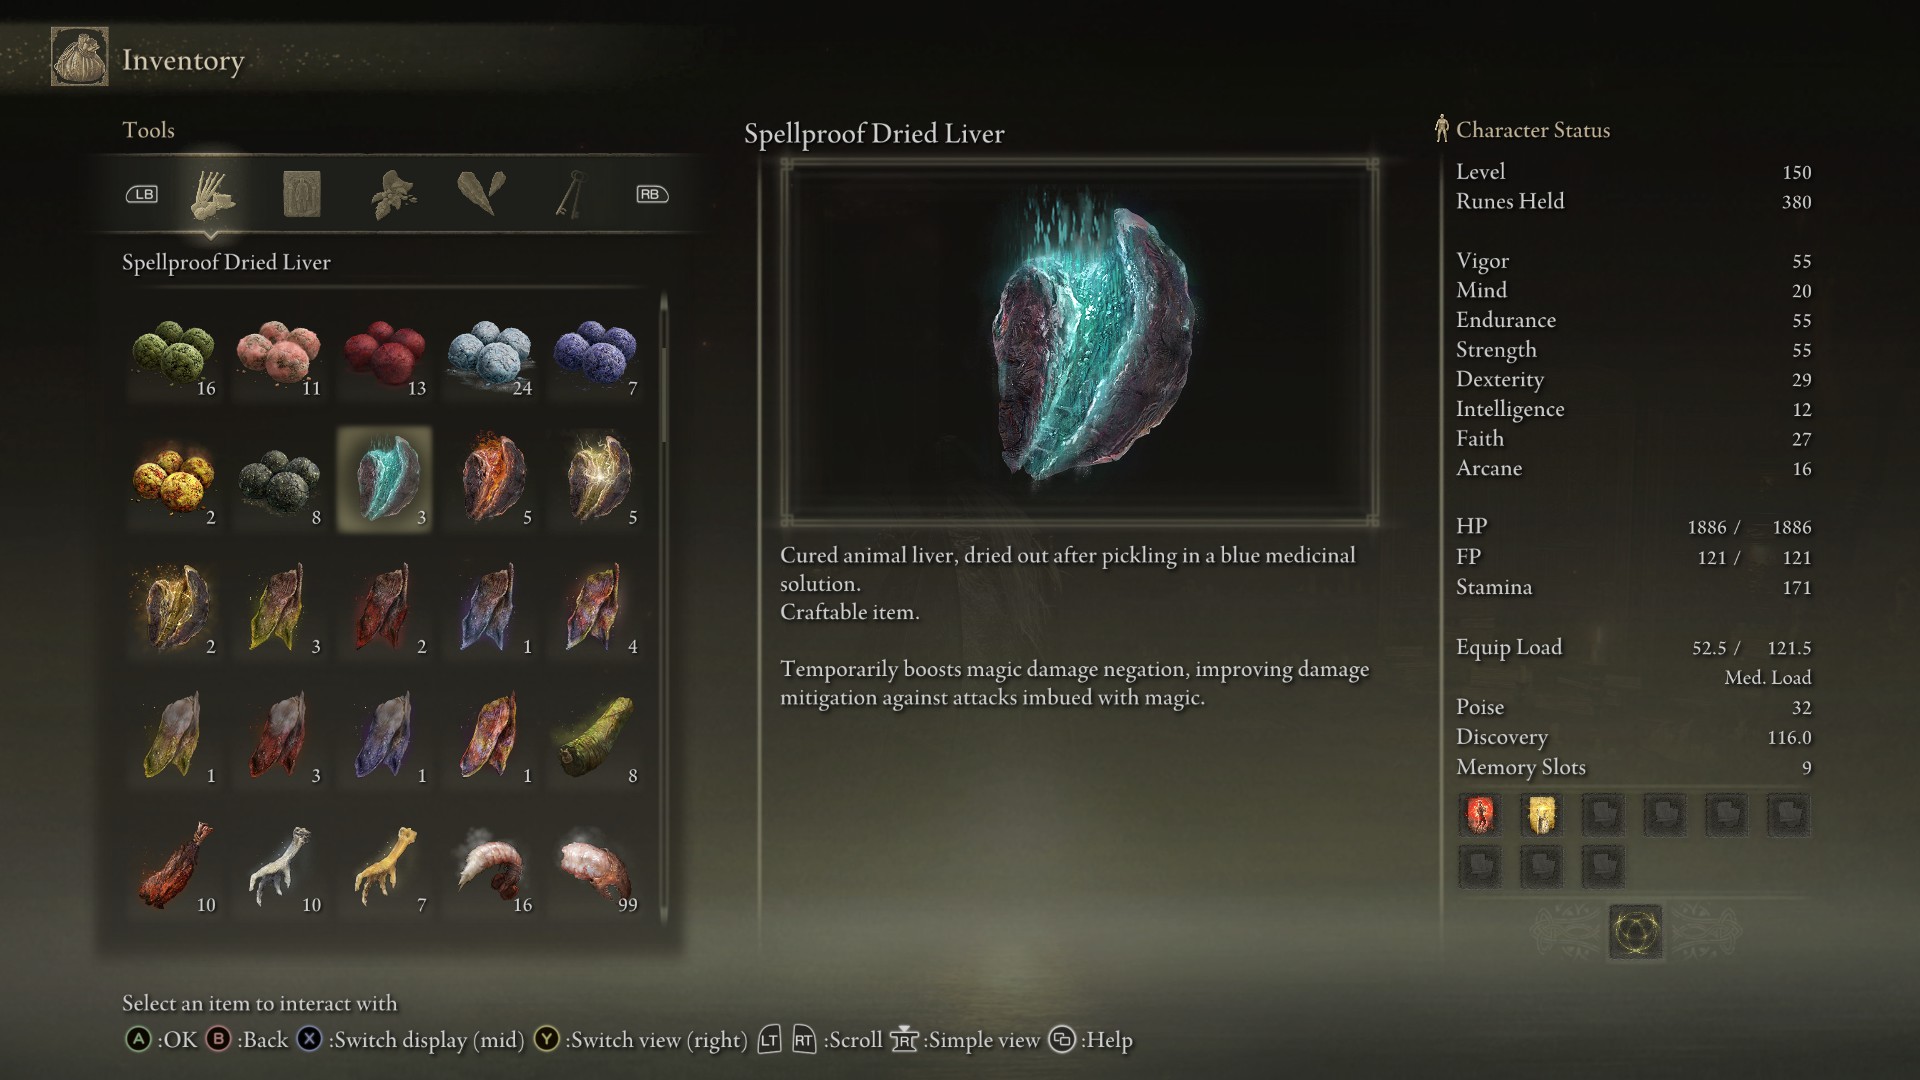 Inventory
Tools
LB
RB
Spellproof Dried Liver
16
11
13
24
7
2
8
3
5
5
2
3
2
1
4
1
3
1
1
8
10
10
7
16
99
Spellproof Dried Liver
Cured animal liver, dried out after pickling in a blue medicinal
solution.
Craftable item.
Temporarily boosts magic damage negation, improving damage
mitigation against attacks imbued with magic.
Character Status
Level 150
Runes Held 380
Vigor 55
Mind 20
Endurance 55
Strength 55
Dexterity 29
Intelligence 12
Faith 27
Arcane 16
HP 1886 / 1886
FP 121 / 121
Stamina 171
Equip Load 52.5 / 121.5
Med. Load
Poise 32
Discovery 116.0
Memory Slots 9
Select an item to interact with
A :OK B :Back X :Switch display (mid) Y :Switch view (right) LT RT :Scroll R :Simple view :Help